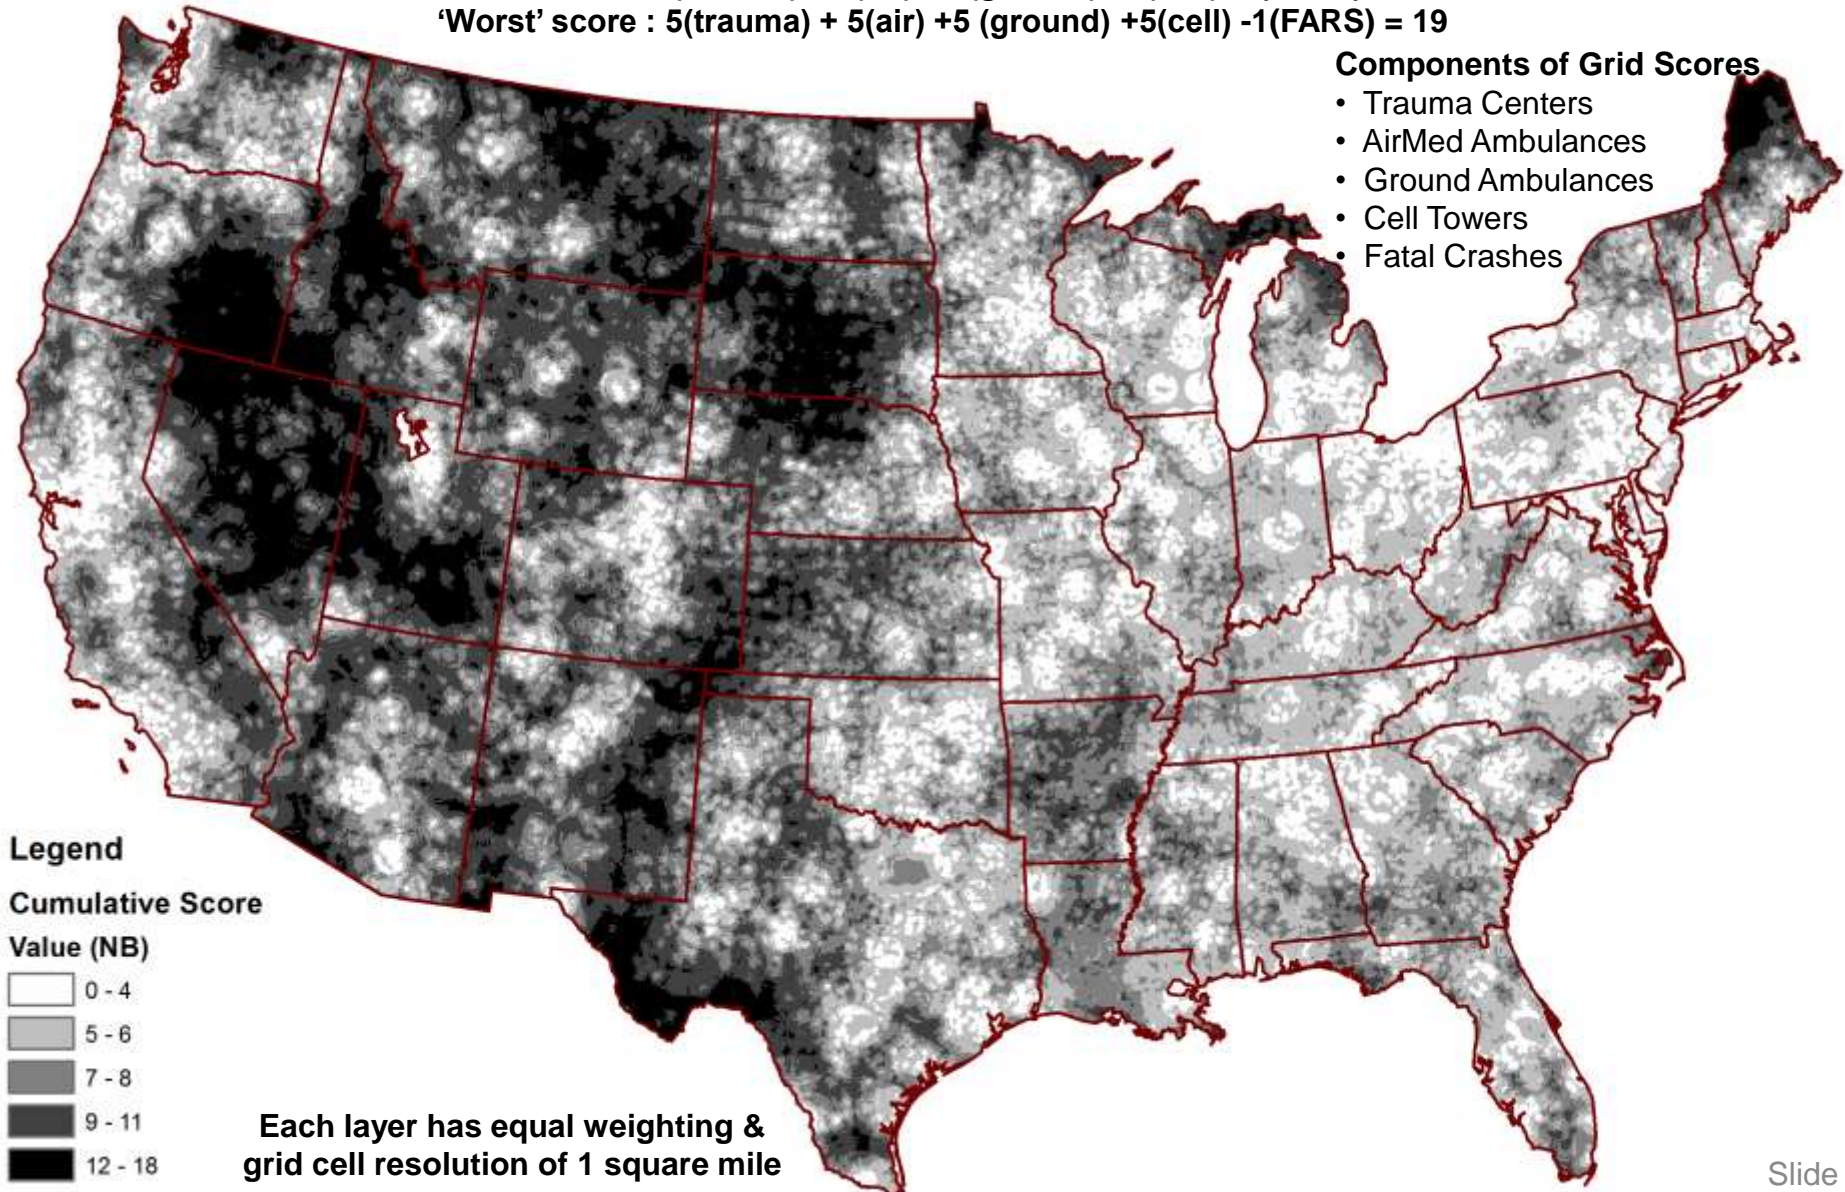 ‘Worst’ score : 5(trauma) + 5(air) +5 (ground) +5(cell) -1(FARS) = 19
Components of Grid Scores
• Trauma Centers
• AirMed Ambulances
• Ground Ambulances
• Cell Towers
• Fatal Crashes
Legend
Cumulative Score
Value (NB)
0 - 4
5 - 6
7 - 8
9 - 11
12 - 18
Each layer has equal weighting &
grid cell resolution of 1 square mile
Slide